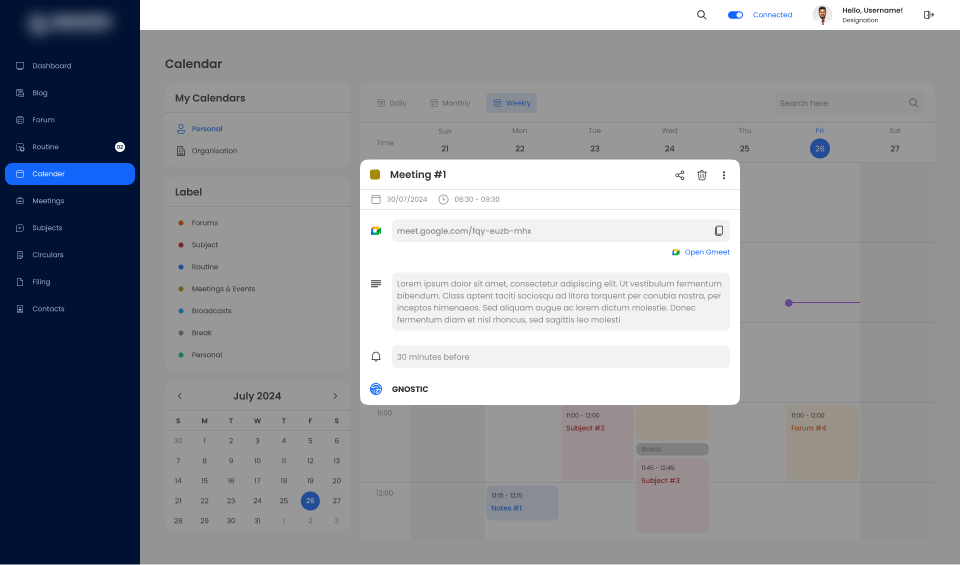 Connected
Hello, Username!
Designation
Dashboard
Blog
Forum
Routine
02
Calender
Meetings
Subjects
Circulars
Filing
Contacts
Calendar
My Calendars
Personal
Organisation
Label
Forums
Subject
Routine
Meetings & Events
Broadcasts
Break
Personal
July 2024
S M T W T F S
30 1 2 3 4 5 6
7 8 9 10 11 12 13
14 15 16 17 18 19 20
21 22 23 24 25 26 27
28 29 30 31 1 2 3
Daily
Monthly
Weekly
Search here
Time
Sun Mon Tue Wed Thu Fri Sat
21 22 23 24 25 26 27
Meeting #1
30/07/2024
08:30 - 09:30
meet.google.com/fqy-euzb-mhx
Open Gmeet
Lorem ipsum dolor sit amet, consectetur adipiscing elit. Ut vestibulum fermentum
bibendum. Class aptent taciti sociosqu ad litora torquent per conubia nostra, per
inceptos himenaeos. Sed aliquam augue ac lorem dictum molestie. Donec
fermentum diam et nisl rhoncus, sed sagittis leo molesti
30 minutes before
GNOSTIC
11:00
11:00 - 12:00
Subject #2
Break
11:45 - 12:45
Subject #3
11:00 - 12:00
Forum #4
12:00
12:15 - 12:15
Notes #1